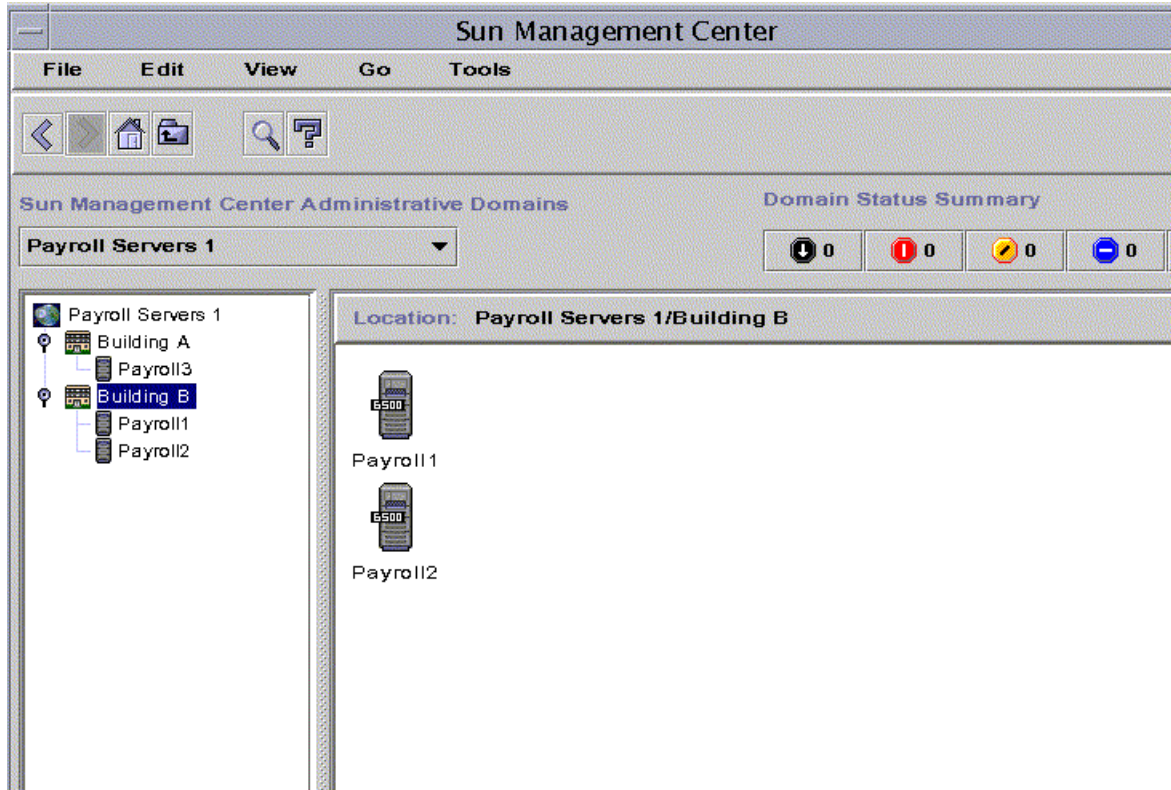 Sun Management Center
File Edit View Go Tools
Sun Management Center Administrative Domains
Domain Status Summary
Payroll Servers 1
0 0 0 0
Payroll Servers 1
Building A
Payroll3
Building B
Payroll1
Payroll2
Location: Payroll Servers 1/Building B
6500
Payroll1
6500
Payroll2